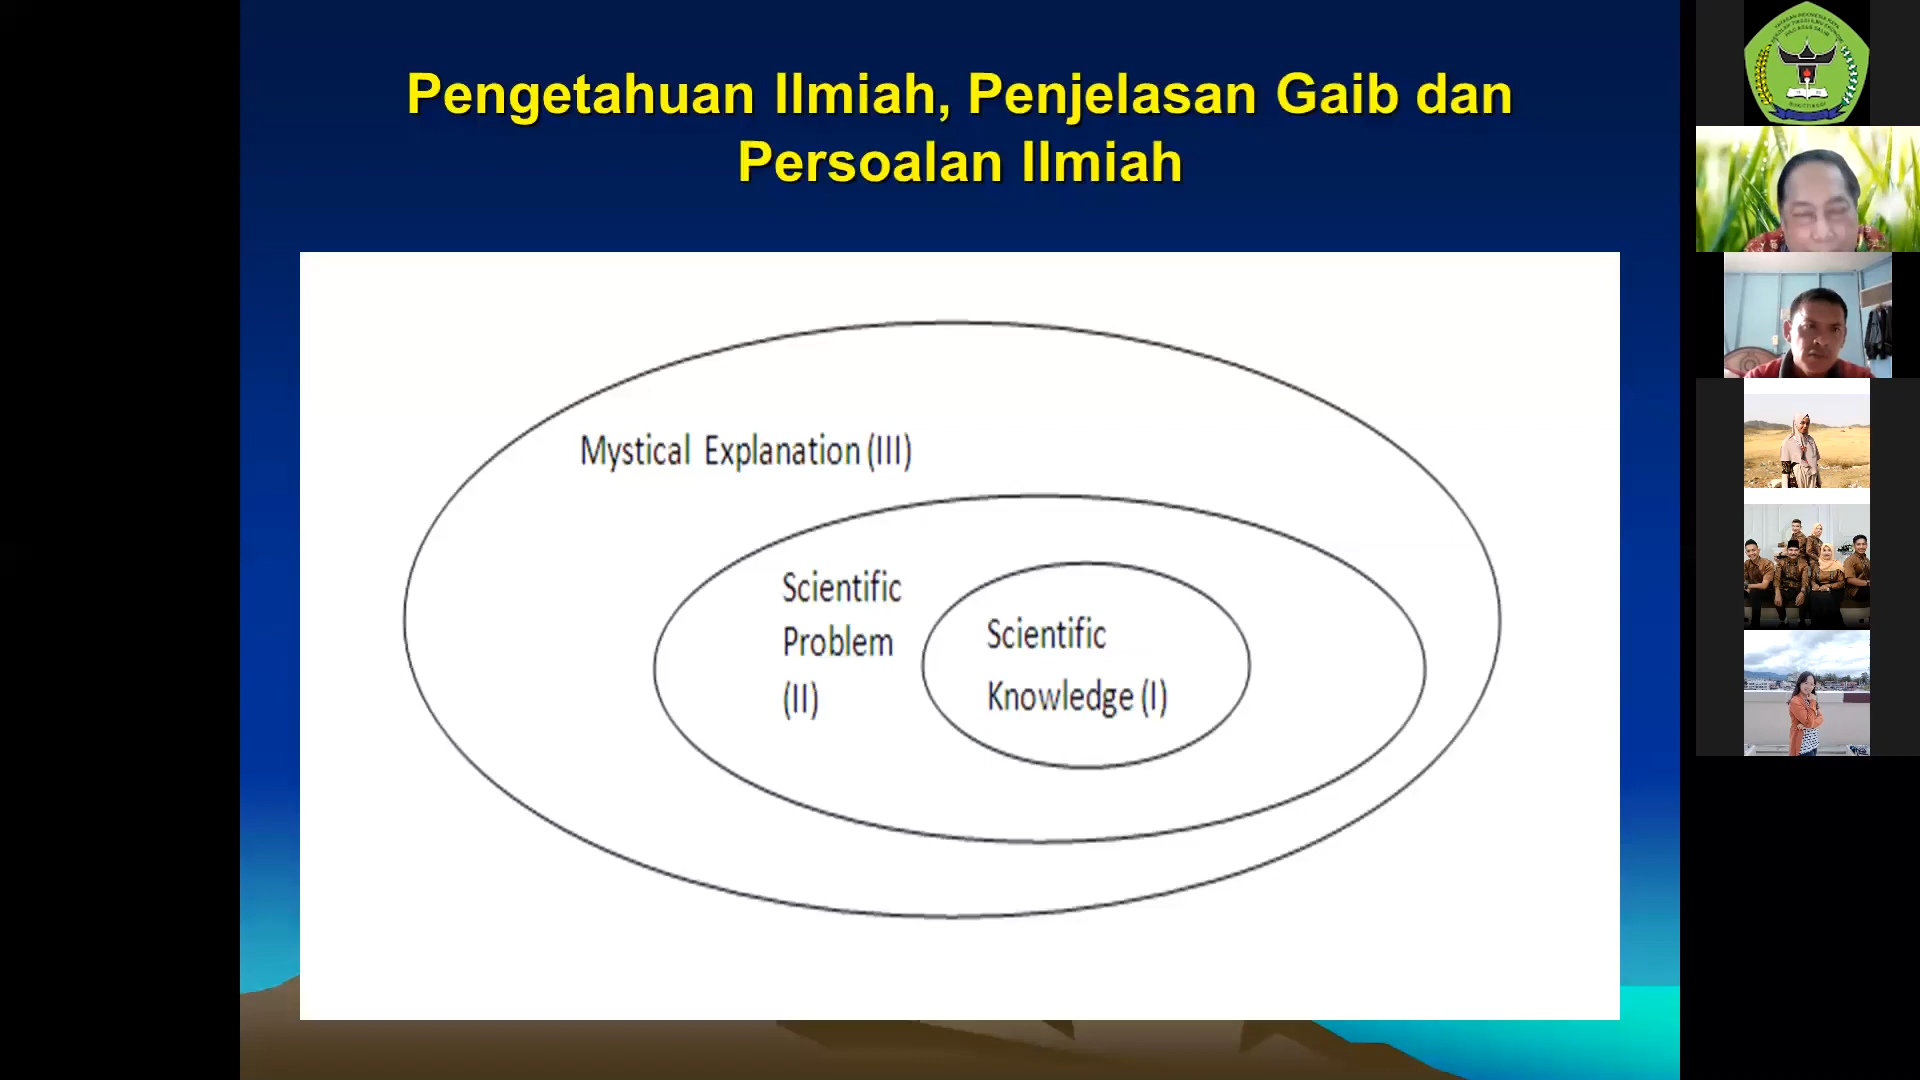 Pengetahuan Ilmiah, Penjelasan Gaib dan
Persoalan Ilmiah
Mystical Explanation (III)
Scientific
Problem
(II)
Scientific
Knowledge (I)